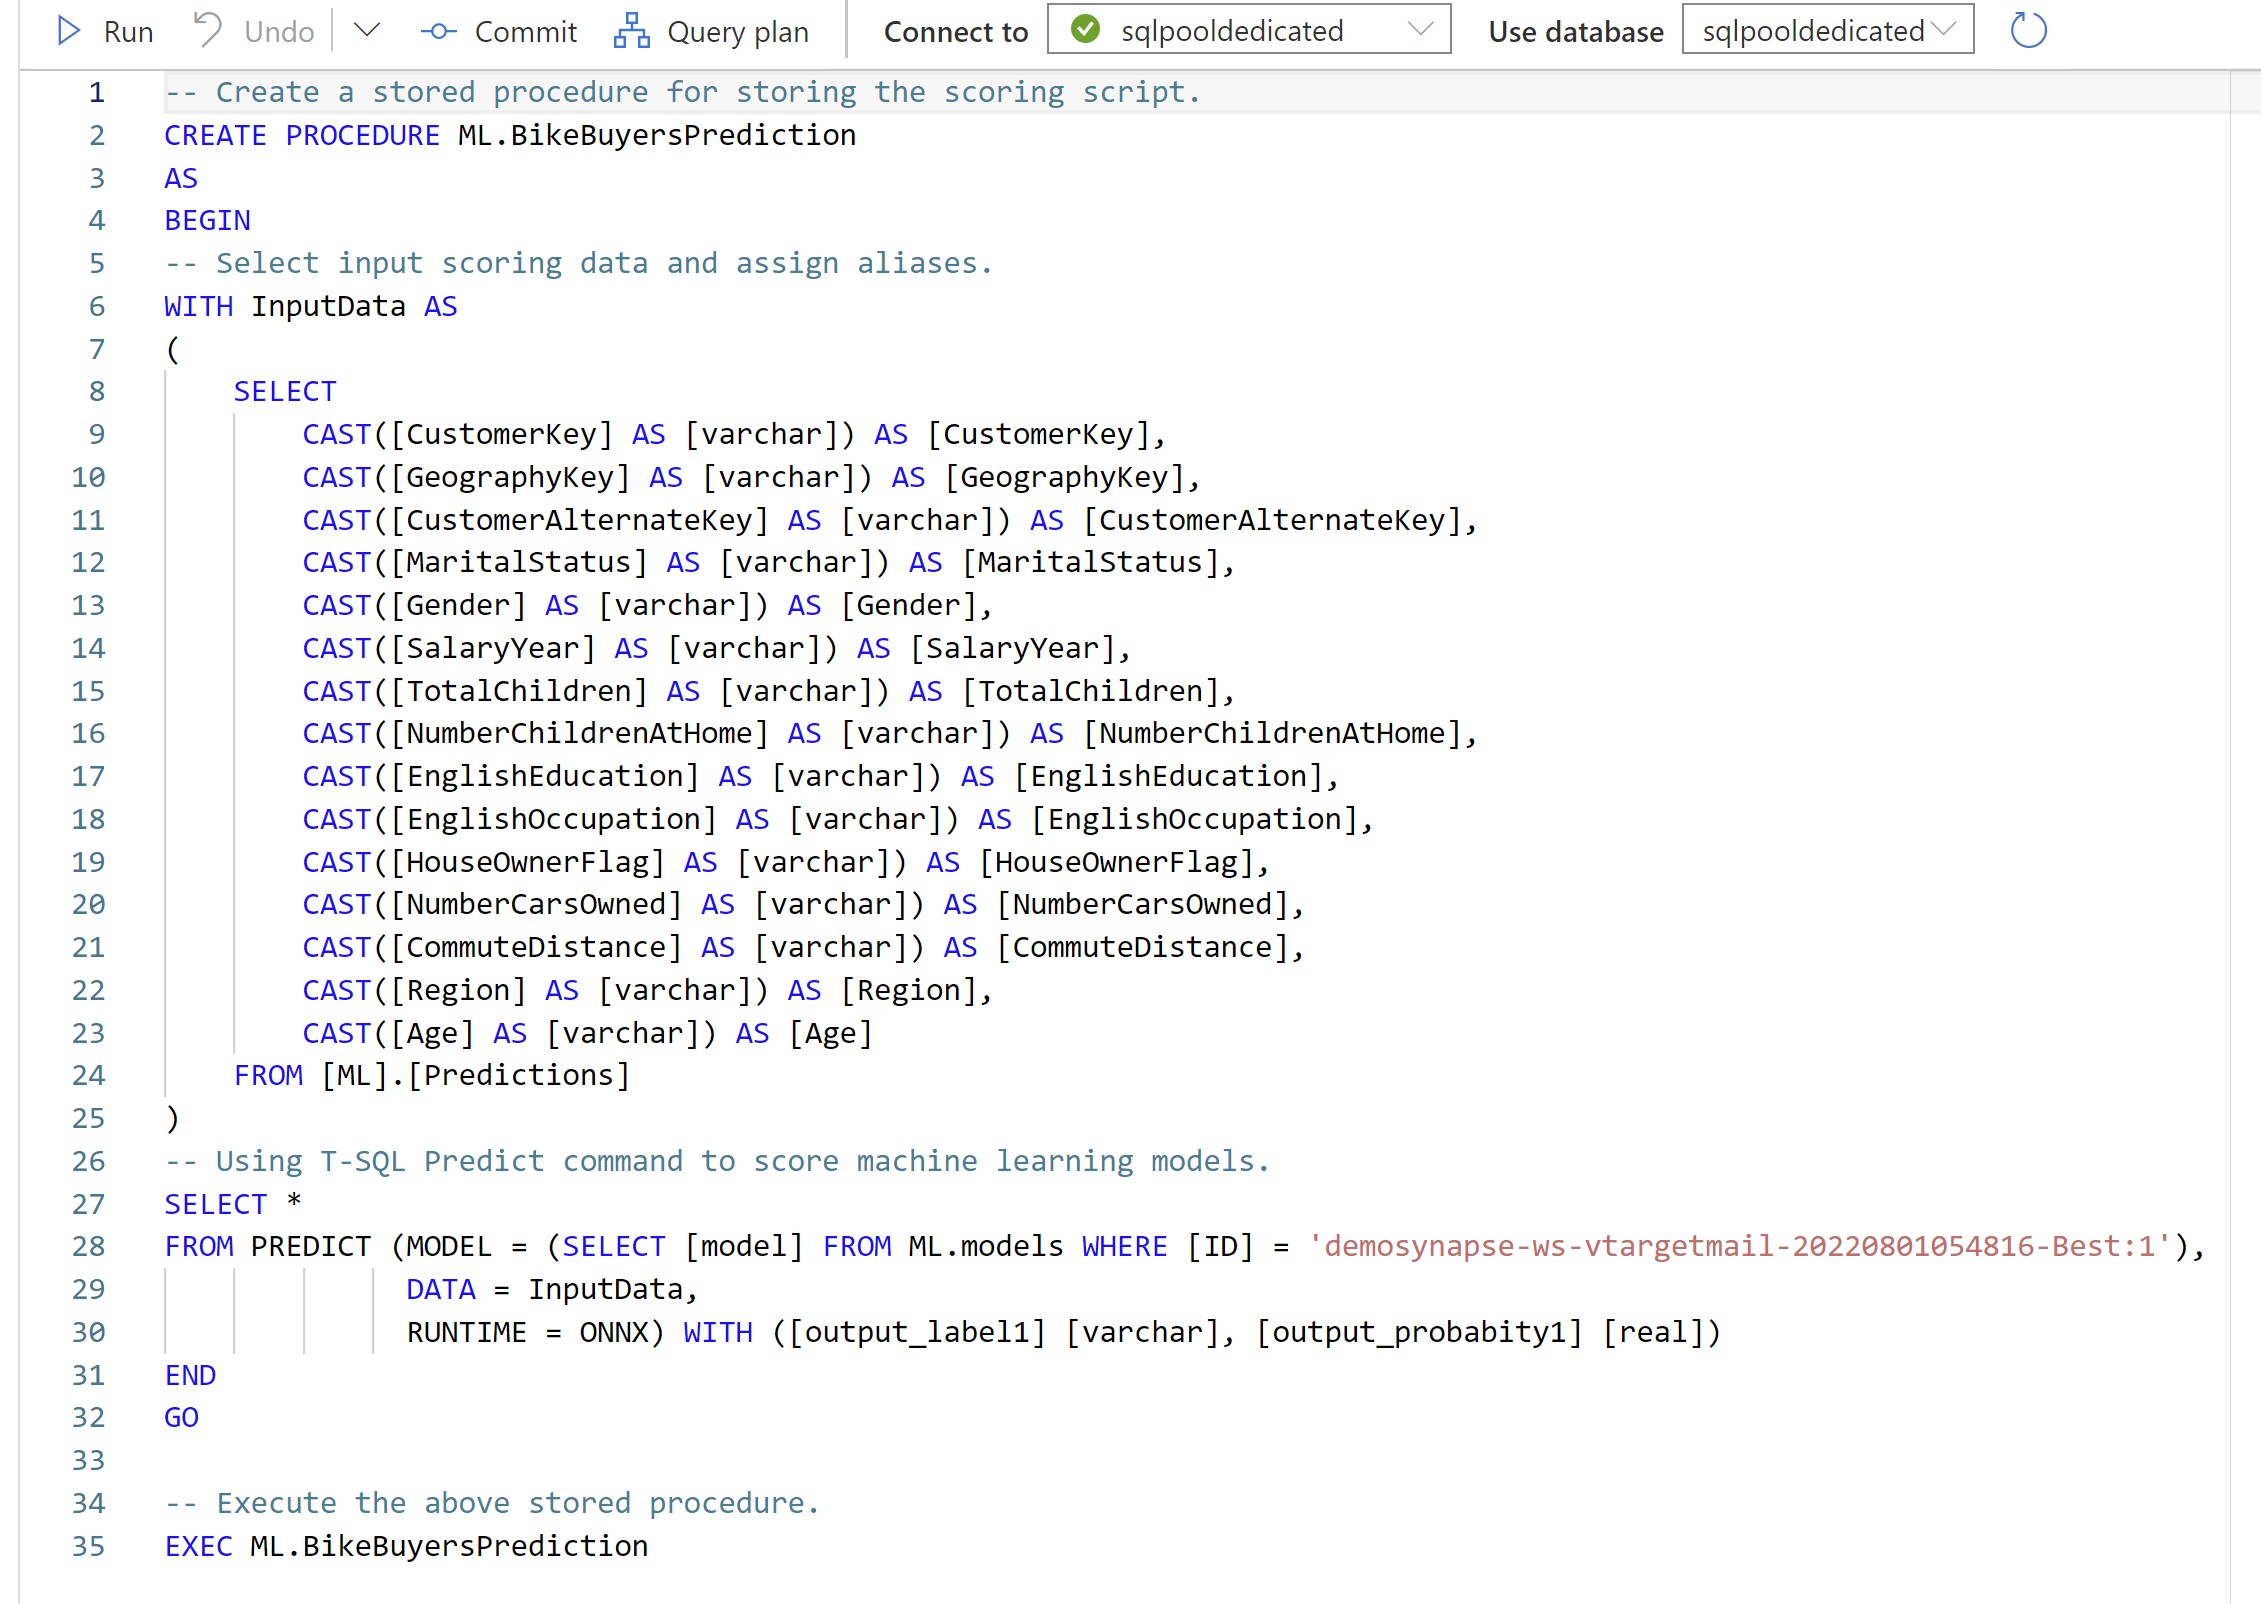 Run Undo Commit Query plan Connect to sqlpooldedicated Use database sqlpooldedicated
1 -- Create a stored procedure for storing the scoring script.
2 CREATE PROCEDURE ML.BikeBuyersPrediction
3 AS
4 BEGIN
5 -- Select input scoring data and assign aliases.
6 WITH InputData AS
7 (
8 SELECT
9 CAST([CustomerKey] AS [varchar]) AS [CustomerKey],
10 CAST([GeographyKey] AS [varchar]) AS [GeographyKey],
11 CAST([CustomerAlternateKey] AS [varchar]) AS [CustomerAlternateKey],
12 CAST([MaritalStatus] AS [varchar]) AS [MaritalStatus],
13 CAST([Gender] AS [varchar]) AS [Gender],
14 CAST([SalaryYear] AS [varchar]) AS [SalaryYear],
15 CAST([TotalChildren] AS [varchar]) AS [TotalChildren],
16 CAST([NumberChildrenAtHome] AS [varchar]) AS [NumberChildrenAtHome],
17 CAST([EnglishEducation] AS [varchar]) AS [EnglishEducation],
18 CAST([EnglishOccupation] AS [varchar]) AS [EnglishOccupation],
19 CAST([HouseOwnerFlag] AS [varchar]) AS [HouseOwnerFlag],
20 CAST([NumberCarsOwned] AS [varchar]) AS [NumberCarsOwned],
21 CAST([CommuteDistance] AS [varchar]) AS [CommuteDistance],
22 CAST([Region] AS [varchar]) AS [Region],
23 CAST([Age] AS [varchar]) AS [Age]
24 FROM [ML].[Predictions]
25 )
26 -- Using T-SQL Predict command to score machine learning models.
27 SELECT *
28 FROM PREDICT (MODEL = (SELECT [model] FROM ML.models WHERE [ID] = 'demosynapse-ws-vtargetmail-20220801054816-Best:1'),
29 DATA = InputData,
30 RUNTIME = ONNX) WITH ([output_label1] [varchar], [output_probabity1] [real])
31 END
32 GO
33
34 -- Execute the above stored procedure.
35 EXEC ML.BikeBuyersPrediction